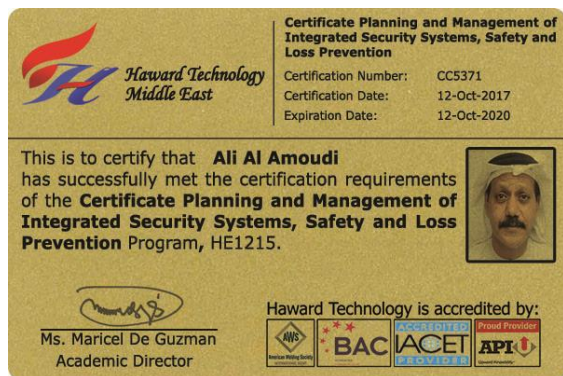 Certificate Planning and Management of
Integrated Security Systems, Safety and
Loss Prevention
Haward Technology
Middle East
Certification Number: CC5371
Certification Date: 12-Oct-2017
Expiration Date: 12-Oct-2020
This is to certify that Ali Al Amoudi
has successfully met the certification requirements
of the Certificate Planning and Management of
Integrated Security Systems, Safety and Loss
Prevention Program, HE1215.
Ms. Maricel De Guzman
Academic Director
Haward Technology is accredited by:
AWS
American Welding Society
BAC
ACCREDITED
IACET
PROVIDER
Proud Provider
API